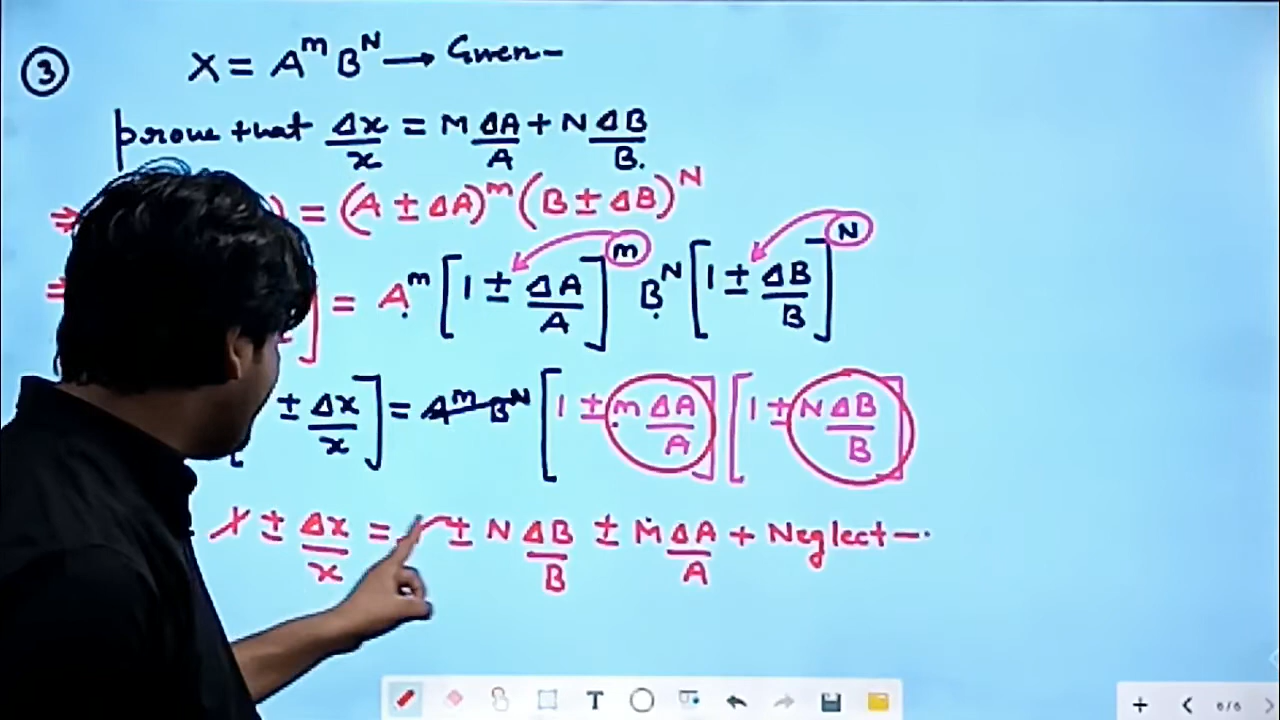 ③ X = A^m B^N → Given-
prove that Δx/x = M ΔA/A + N ΔB/B.
⇒ ) = (A ± ΔA)^m (B ± ΔB)^N
⇒ ] = A^m [1 ± ΔA/A]^m B^N [1 ± ΔB/B]^N
[ ± Δx/x ] = A^m B^N [1 ± m ΔA/A] [1 ± N ΔB/B]
X ± Δx/x = ± N ΔB/B ± M ΔA/A + Neglect-.
T
6/6